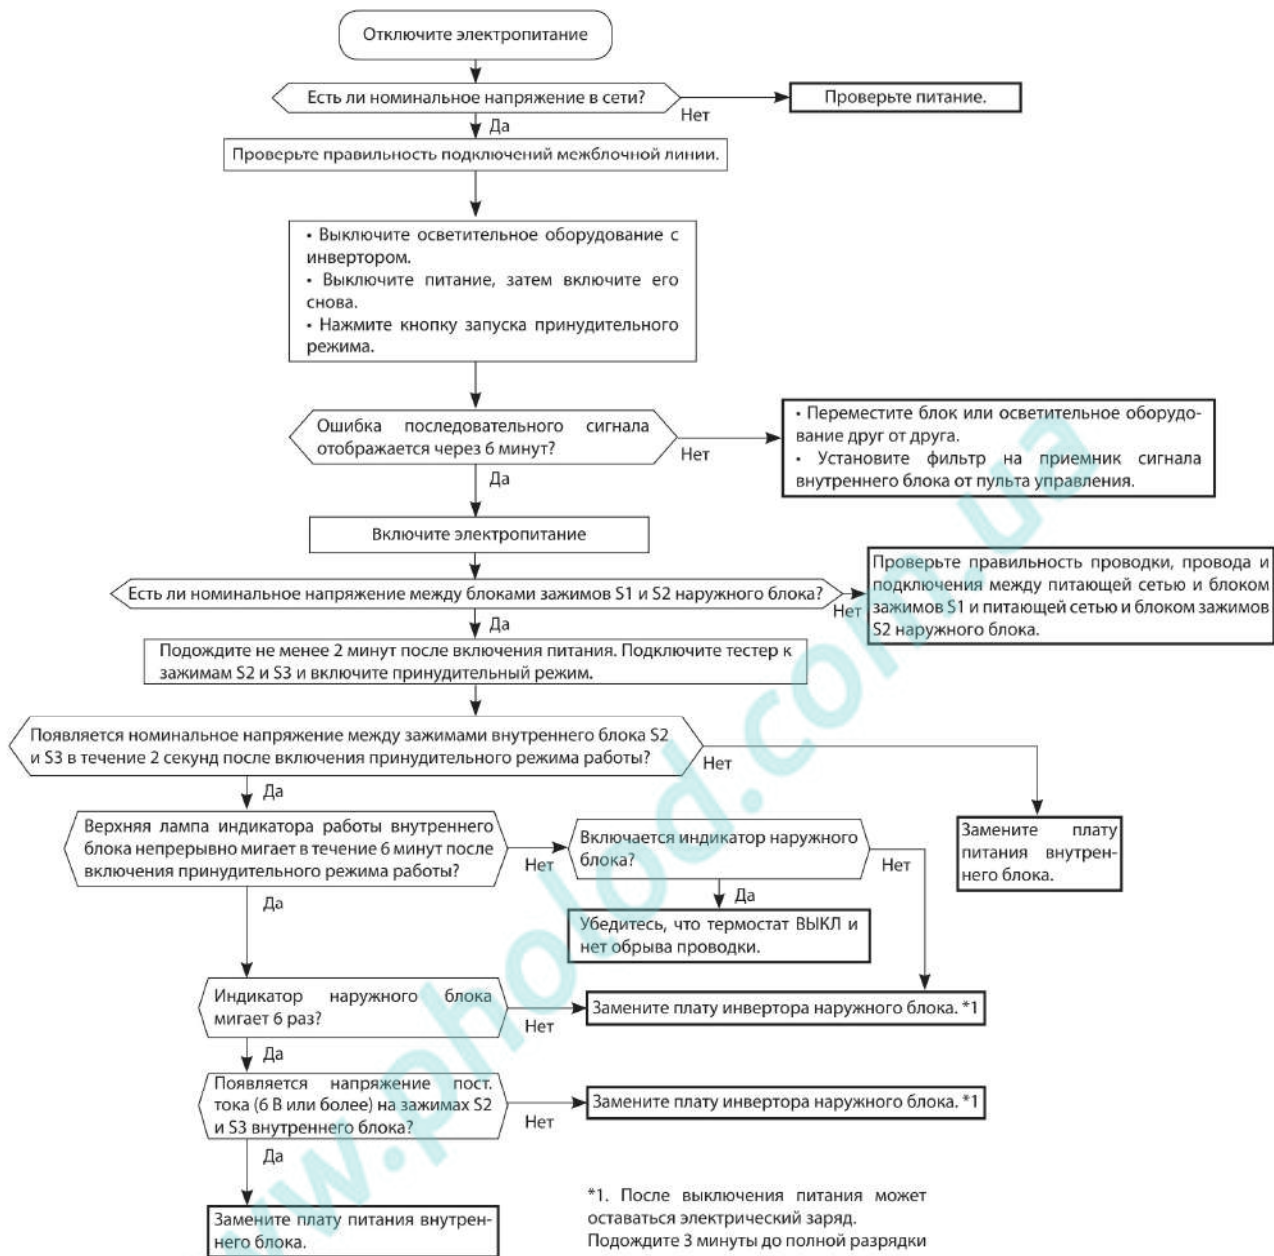 Отключите электропитание
Есть ли номинальное напряжение в сети?
Нет
Проверьте питание.
Да
Проверьте правильность подключений межблочной линии.
• Выключите осветительное оборудование с
инвертором.
• Выключите питание, затем включите его
снова.
• Нажмите кнопку запуска принудительного
режима.
Ошибка последовательного сигнала
отображается через 6 минут?
Нет
• Переместите блок или осветительное оборудо-
вание друг от друга.
• Установите фильтр на приемник сигнала
внутреннего блока от пульта управления.
Да
Включите электропитание
Есть ли номинальное напряжение между блоками зажимов S1 и S2 наружного блока?
Нет
Проверьте правильность проводки, провода и
подключения между питающей сетью и блоком
зажимов S1 и питающей сетью и блоком зажимов
S2 наружного блока.
Да
Подождите не менее 2 минут после включения питания. Подключите тестер к
зажимам S2 и S3 и включите принудительный режим.
Появляется номинальное напряжение между зажимами внутреннего блока S2
и S3 в течение 2 секунд после включения принудительного режима работы?
Нет
Замените плату
питания внутрен-
него блока.
Да
Верхняя лампа индикатора работы внутреннего
блока непрерывно мигает в течение 6 минут после
включения принудительного режима работы?
Нет
Включается индикатор наружного
блока?
Нет
Да
Убедитесь, что термостат ВЫКЛ и
нет обрыва проводки.
Да
Индикатор наружного блока
мигает 6 раз?
Нет
Замените плату инвертора наружного блока. *1
Да
Появляется напряжение пост.
тока (6 В или более) на зажимах S2
и S3 внутреннего блока?
Нет
Замените плату инвертора наружного блока. *1
Да
Замените плату питания внутрен-
него блока.
*1. После выключения питания может
оставаться электрический заряд.
Подождите 3 минуты до полной разрядки
www.pholod.com.ua